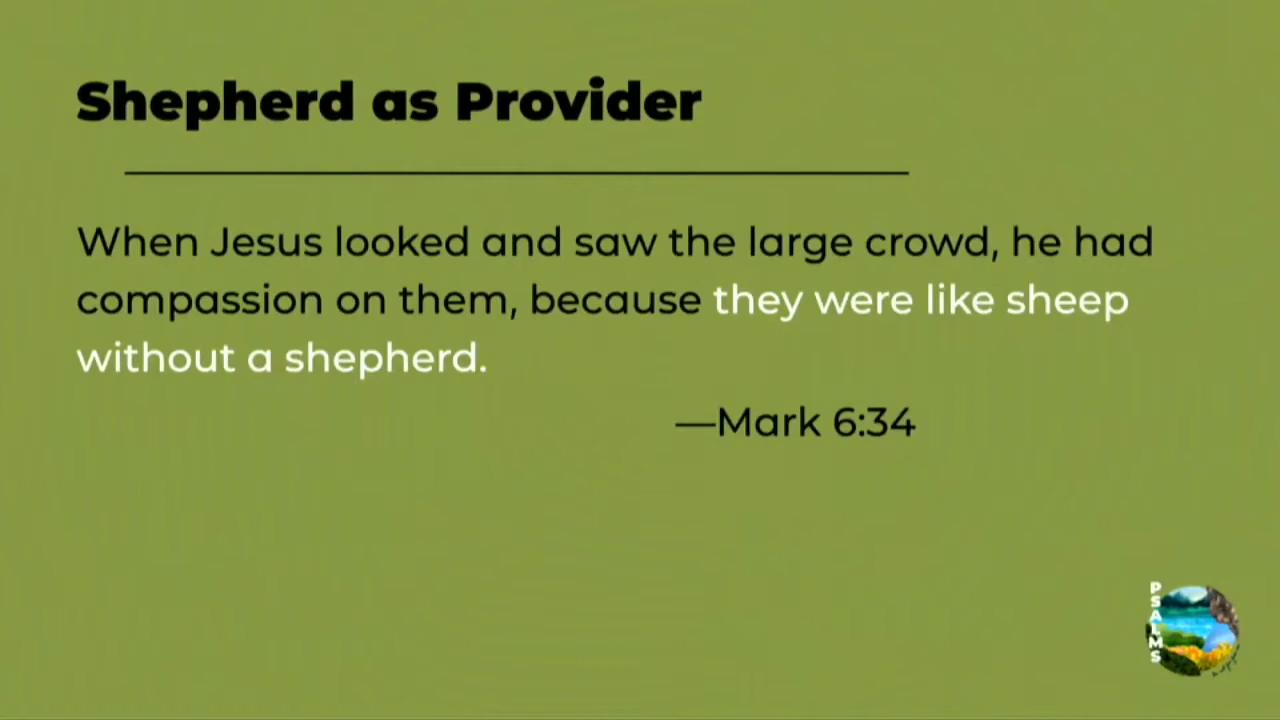 Shepherd as Provider
When Jesus looked and saw the large crowd, he had
compassion on them, because they were like sheep
without a shepherd.
—Mark 6:34
PSALMS